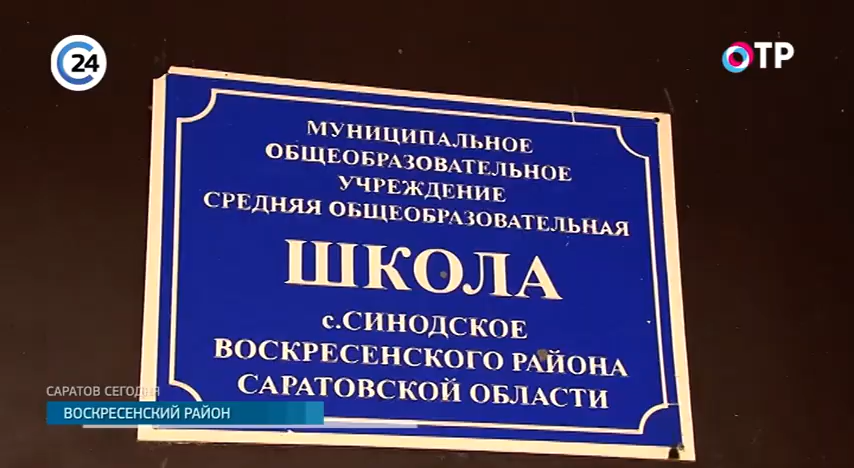 24
ОТР
МУНИЦИПАЛЬНОЕ
ОБЩЕОБРАЗОВАТЕЛЬНОЕ
УЧРЕЖДЕНИЕ
СРЕДНЯЯ ОБЩЕОБРАЗОВАТЕЛЬНАЯ
ШКОЛА
с.СИНОДСКОЕ
ВОСКРЕСЕНСКОГО РАЙОНА
САРАТОВСКОЙ ОБЛАСТИ
САРАТОВ СЕГОДНЯ
ВОСКРЕСЕНСКИЙ РАЙОН